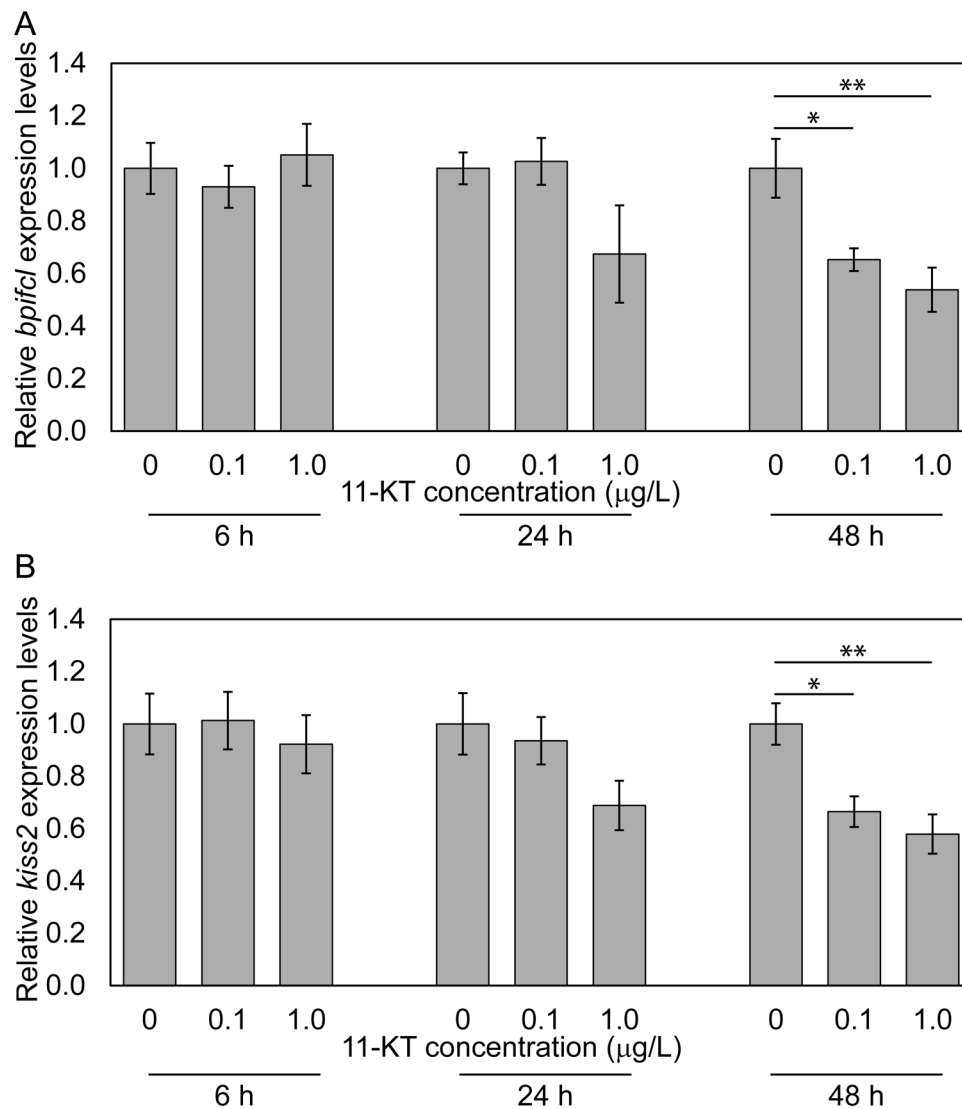 A
Relative bpifcl expression levels
1.4
1.2
1.0
0.8
0.6
0.4
0.2
0.0
**
*
0 0.1 1.0 0 0.1 1.0 0 0.1 1.0
11-KT concentration (μg/L)
6 h 24 h 48 h
B
Relative kiss2 expression levels
1.4
1.2
1.0
0.8
0.6
0.4
0.2
0.0
**
*
0 0.1 1.0 0 0.1 1.0 0 0.1 1.0
11-KT concentration (μg/L)
6 h 24 h 48 h